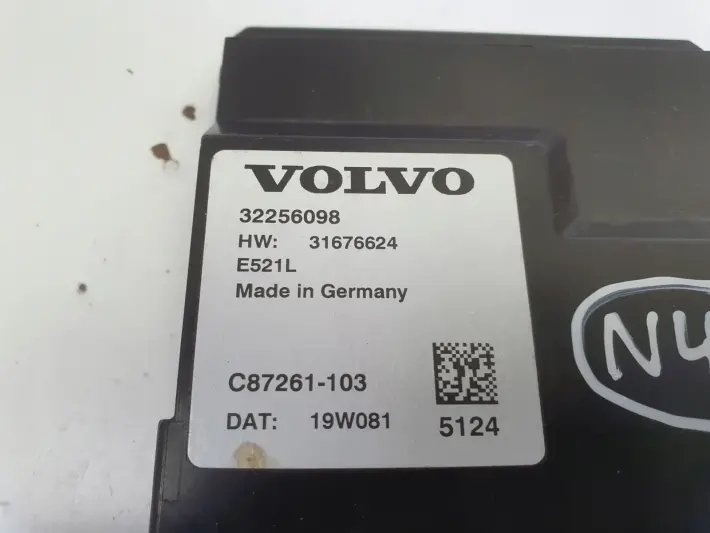 VOLVO
32256098
HW: 31676624
E521L
Made in Germany
C87261-103
DAT: 19W081
5124
N4